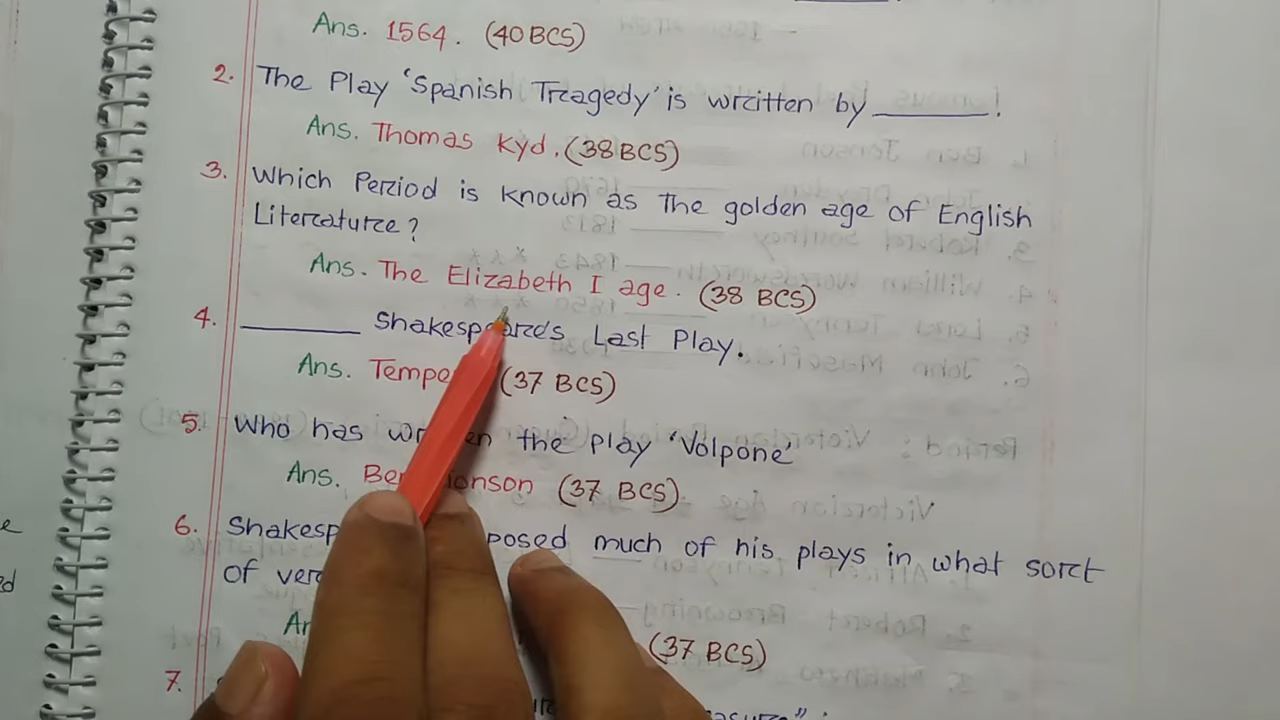 Ans. 1564. (40 BCS)
2. The Play 'Spanish Tragedy' is written by ______!
Ans. Thomas Kyd. (38 BCS)
3. Which Period is known as the golden age of English
Literature?
Ans. The Elizabeth I age. (38 BCS)
4. ______ Shakespeare's Last Play.
Ans. (37 BCS)
5. Who has the play 'Volpone'
Ans. (37 BCS)
6. much of his plays in what sort
of
(37 BCS)
7.